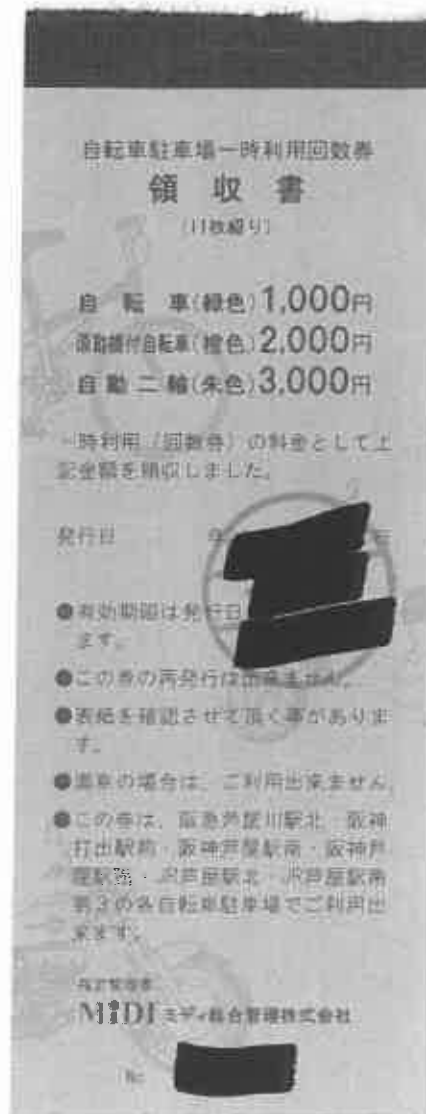 自転車駐車場一時利用回数券
領収書
(11枚綴り)
自転車(緑色)1,000円
原動機付自転車(橙色)2,000円
自動二輪(朱色)3,000円
一時利用(回数券)の料金として上
記金額を領収しました。
発行日
●有効期限は発行日
ます。
●この券の再発行は出来ません。
●表紙を確認させて頂く事がありま
す。
●満車の場合は、ご利用出来ません
●この券は、阪急芦屋川駅北・阪神
打出駅前・阪神芦屋駅南・阪神芦
屋駅・JR芦屋駅北・JR芦屋駅南
第3の各自転車駐車場でご利用出
来ます。
指定管理者
MiDI ミディ総合管理株式会社
No